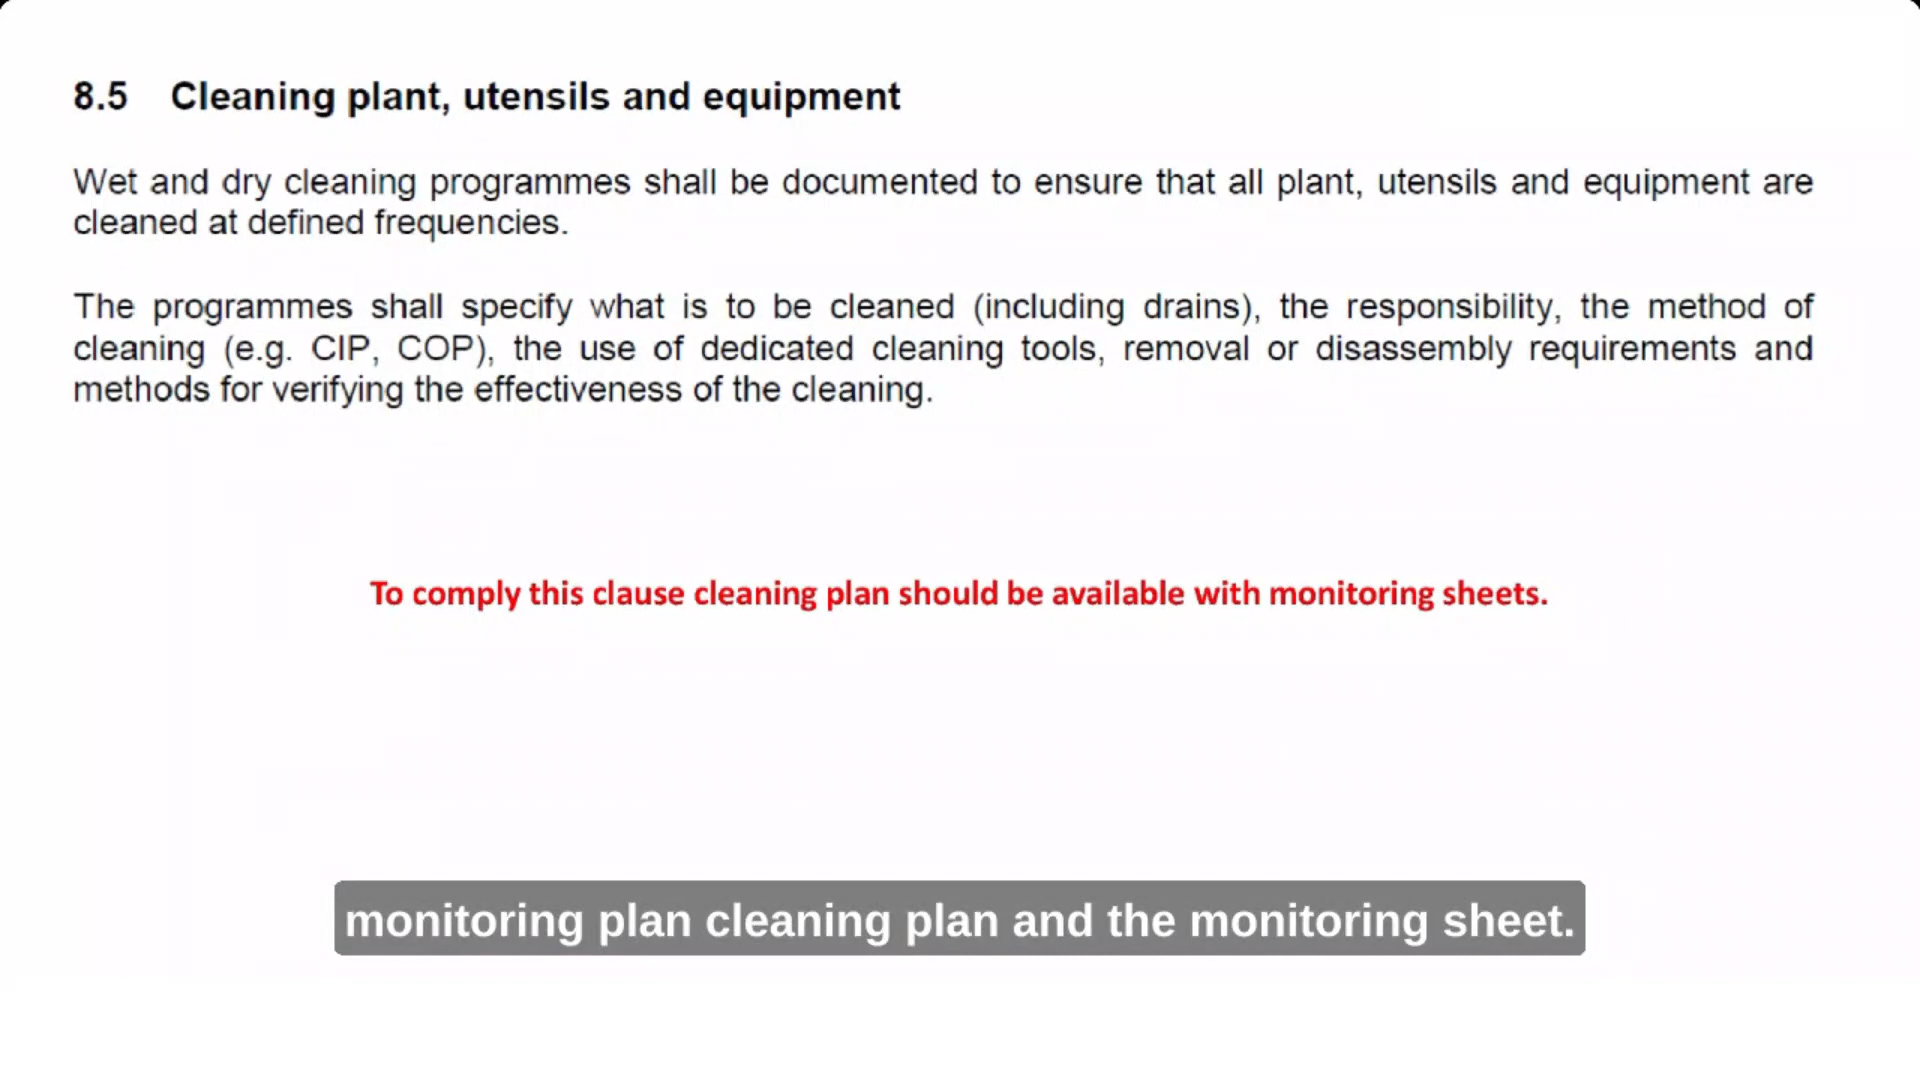 8.5 Cleaning plant, utensils and equipment
Wet and dry cleaning programmes shall be documented to ensure that all plant, utensils and equipment are
cleaned at defined frequencies.
The programmes shall specify what is to be cleaned (including drains), the responsibility, the method of
cleaning (e.g. CIP, COP), the use of dedicated cleaning tools, removal or disassembly requirements and
methods for verifying the effectiveness of the cleaning.
To comply this clause cleaning plan should be available with monitoring sheets.
monitoring plan cleaning plan and the monitoring sheet.